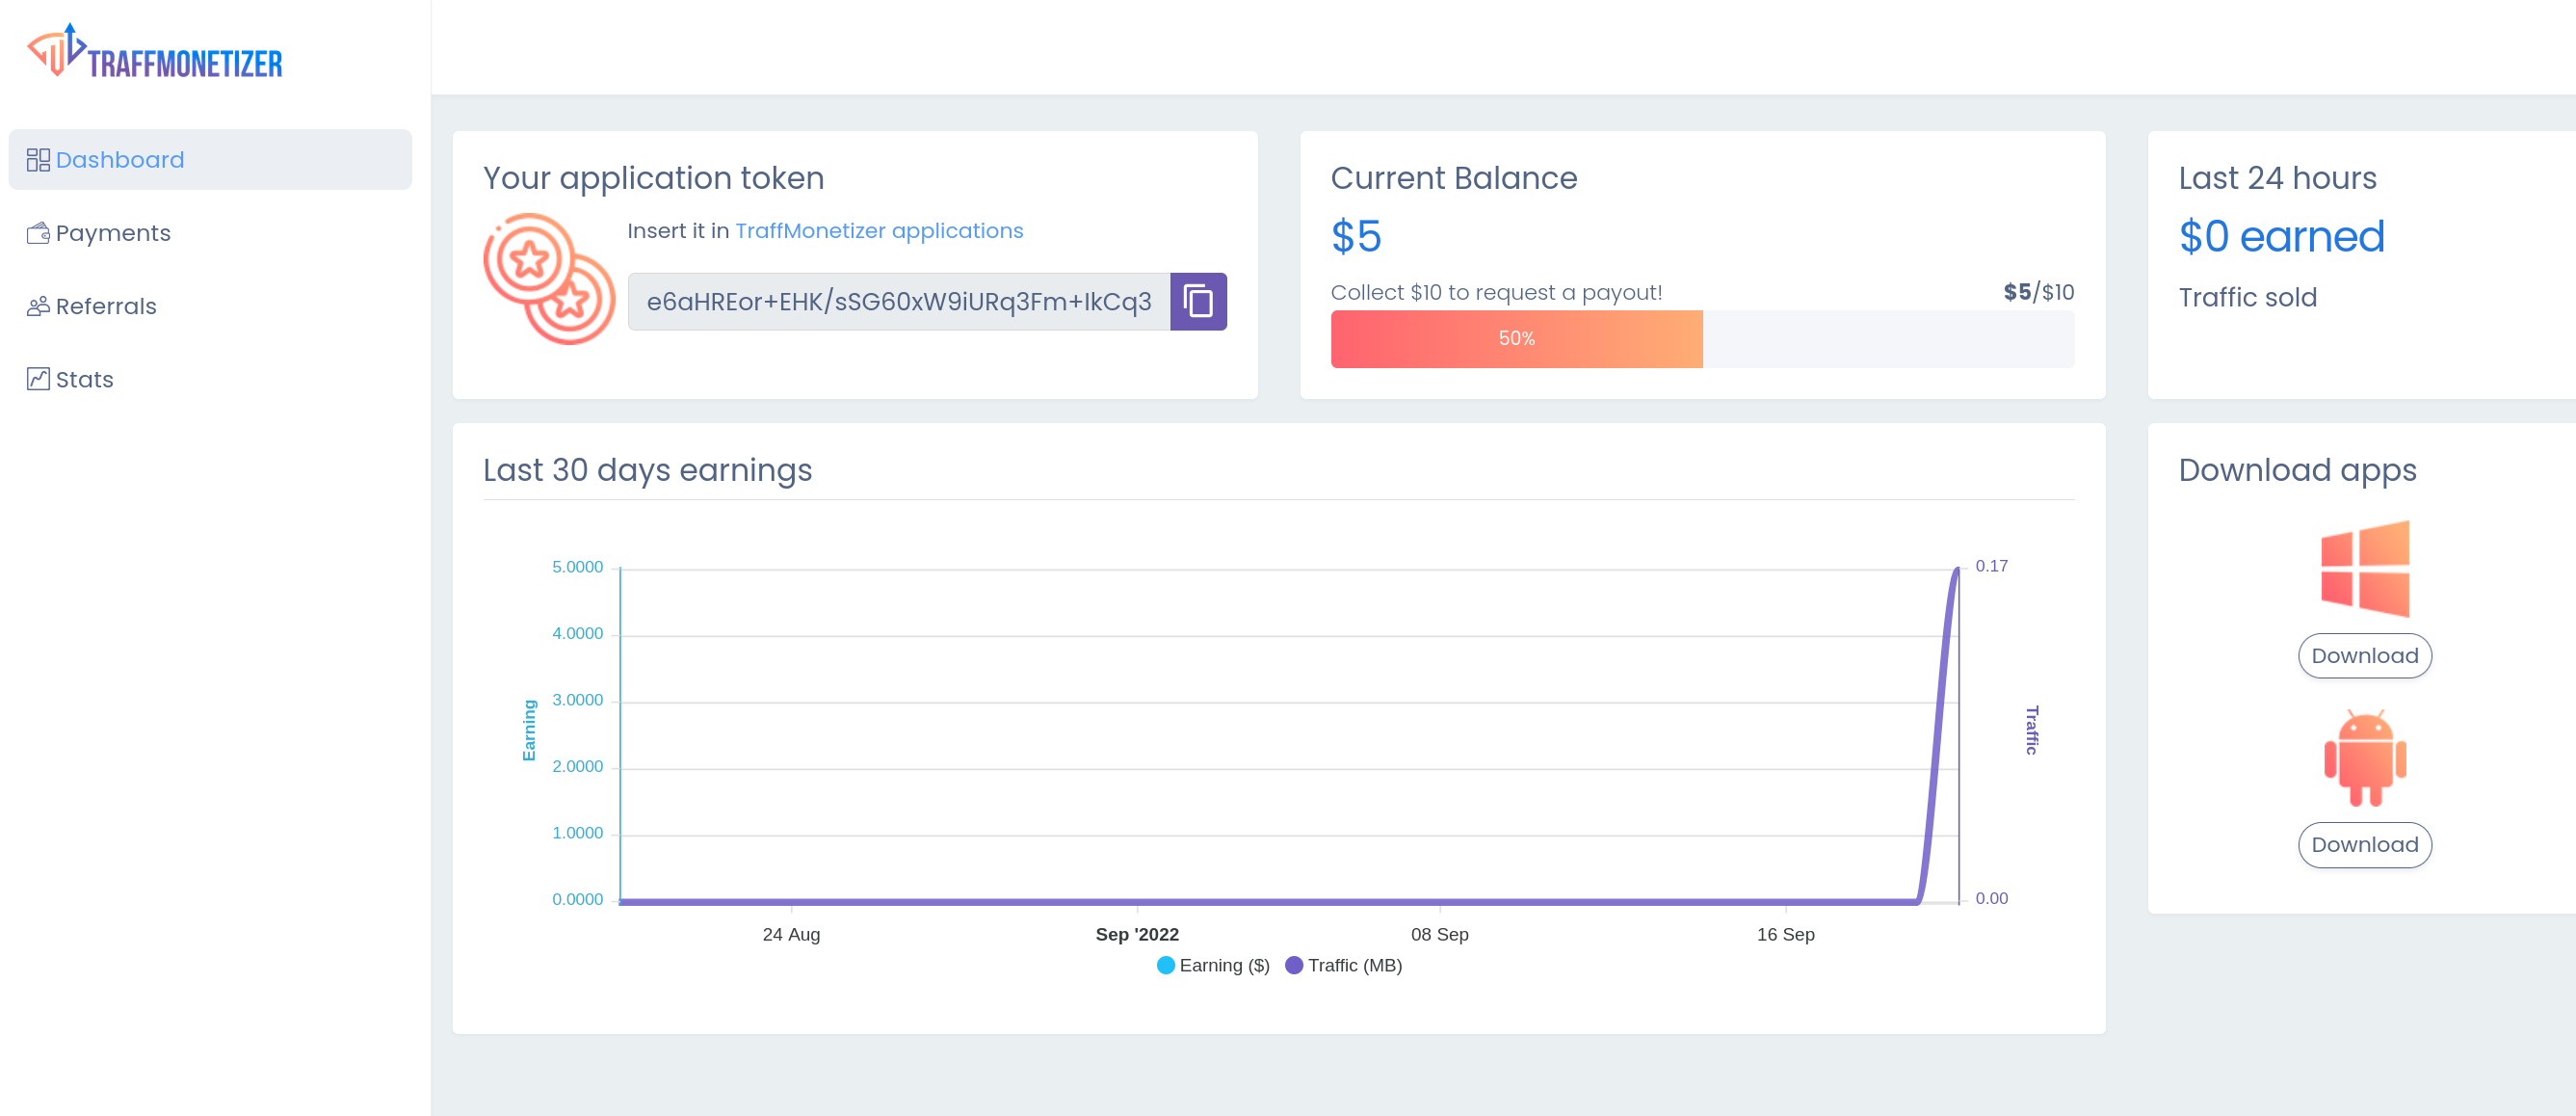 TRAFFMONETIZER
Dashboard
Payments
Referrals
Stats
Your application token
Insert it in TraffMonetizer applications
e6aHREor+EHK/sSG60xW9iURq3Fm+IkCq3
Current Balance
$5
Collect $10 to request a payout!
$5/$10
50%
Last 24 hours
$0 earned
Traffic sold
Last 30 days earnings
5.0000
4.0000
3.0000
2.0000
1.0000
0.0000
Earning
0.17
0.00
Traffic
24 Aug
Sep '2022
08 Sep
16 Sep
Earning ($)
Traffic (MB)
Download apps
Download
Download